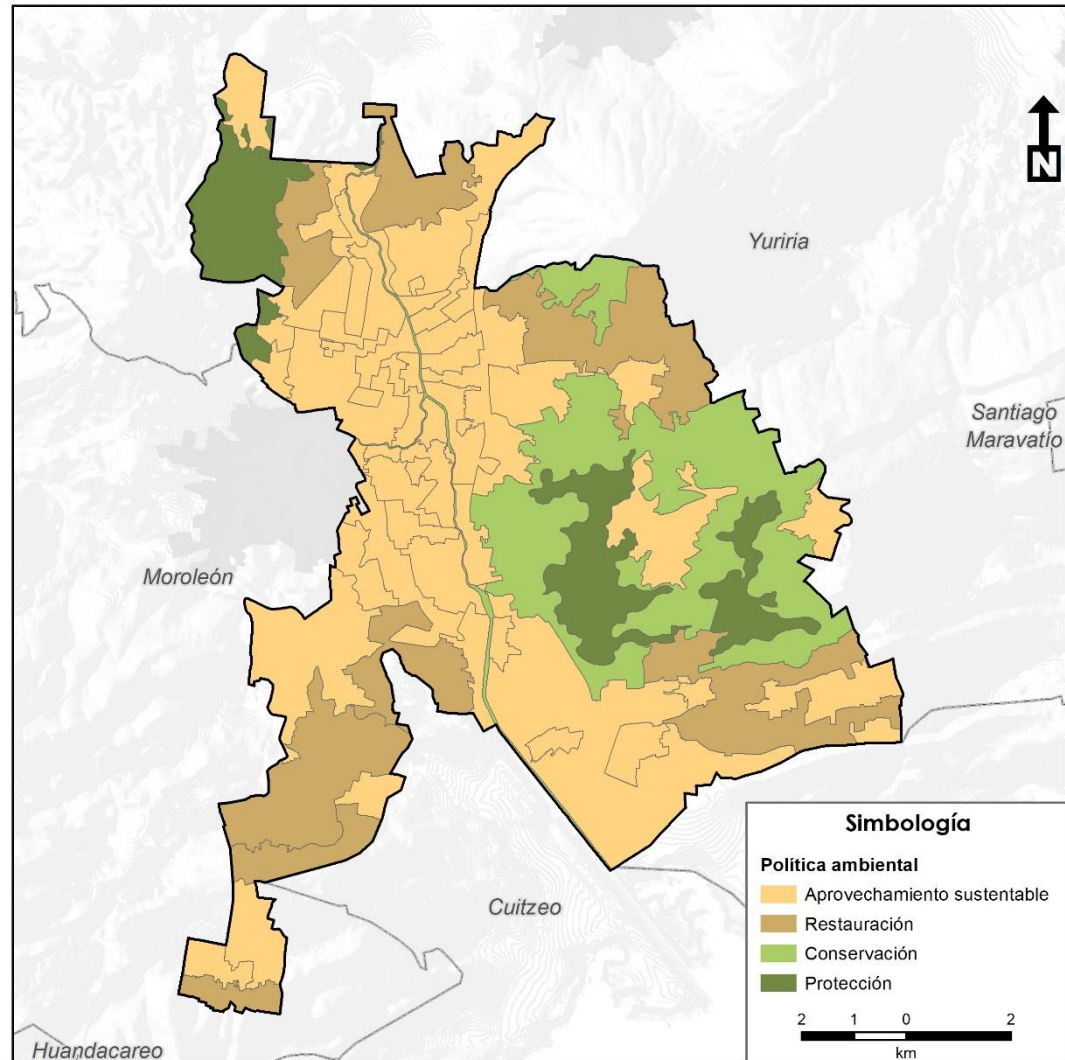 N
Yuriria
Santiago
Maravatío
Moroleón
Cuitzeo
Huandacareo
Simbología
Política ambiental
Aprovechamiento sustentable
Restauración
Conservación
Protección
2 1 0 2
km